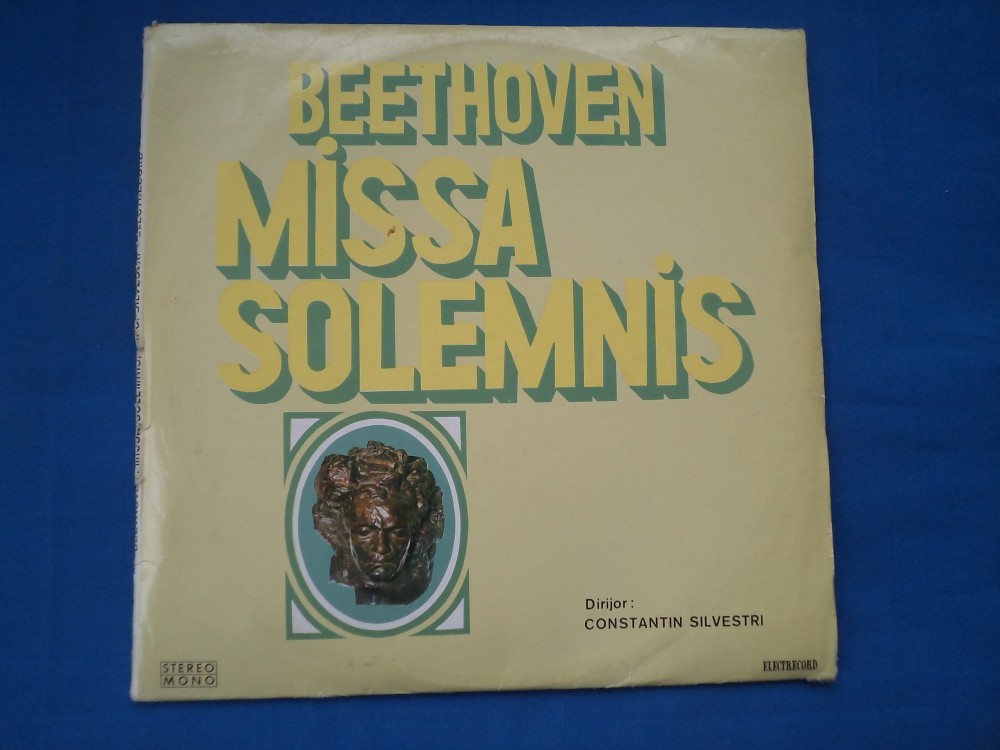 BEETHOVEN
MiSSA
SOLEMNiS
Dirijor:
CONSTANTIN SILVESTRI
STEREO
MONO
ELECTRECORD